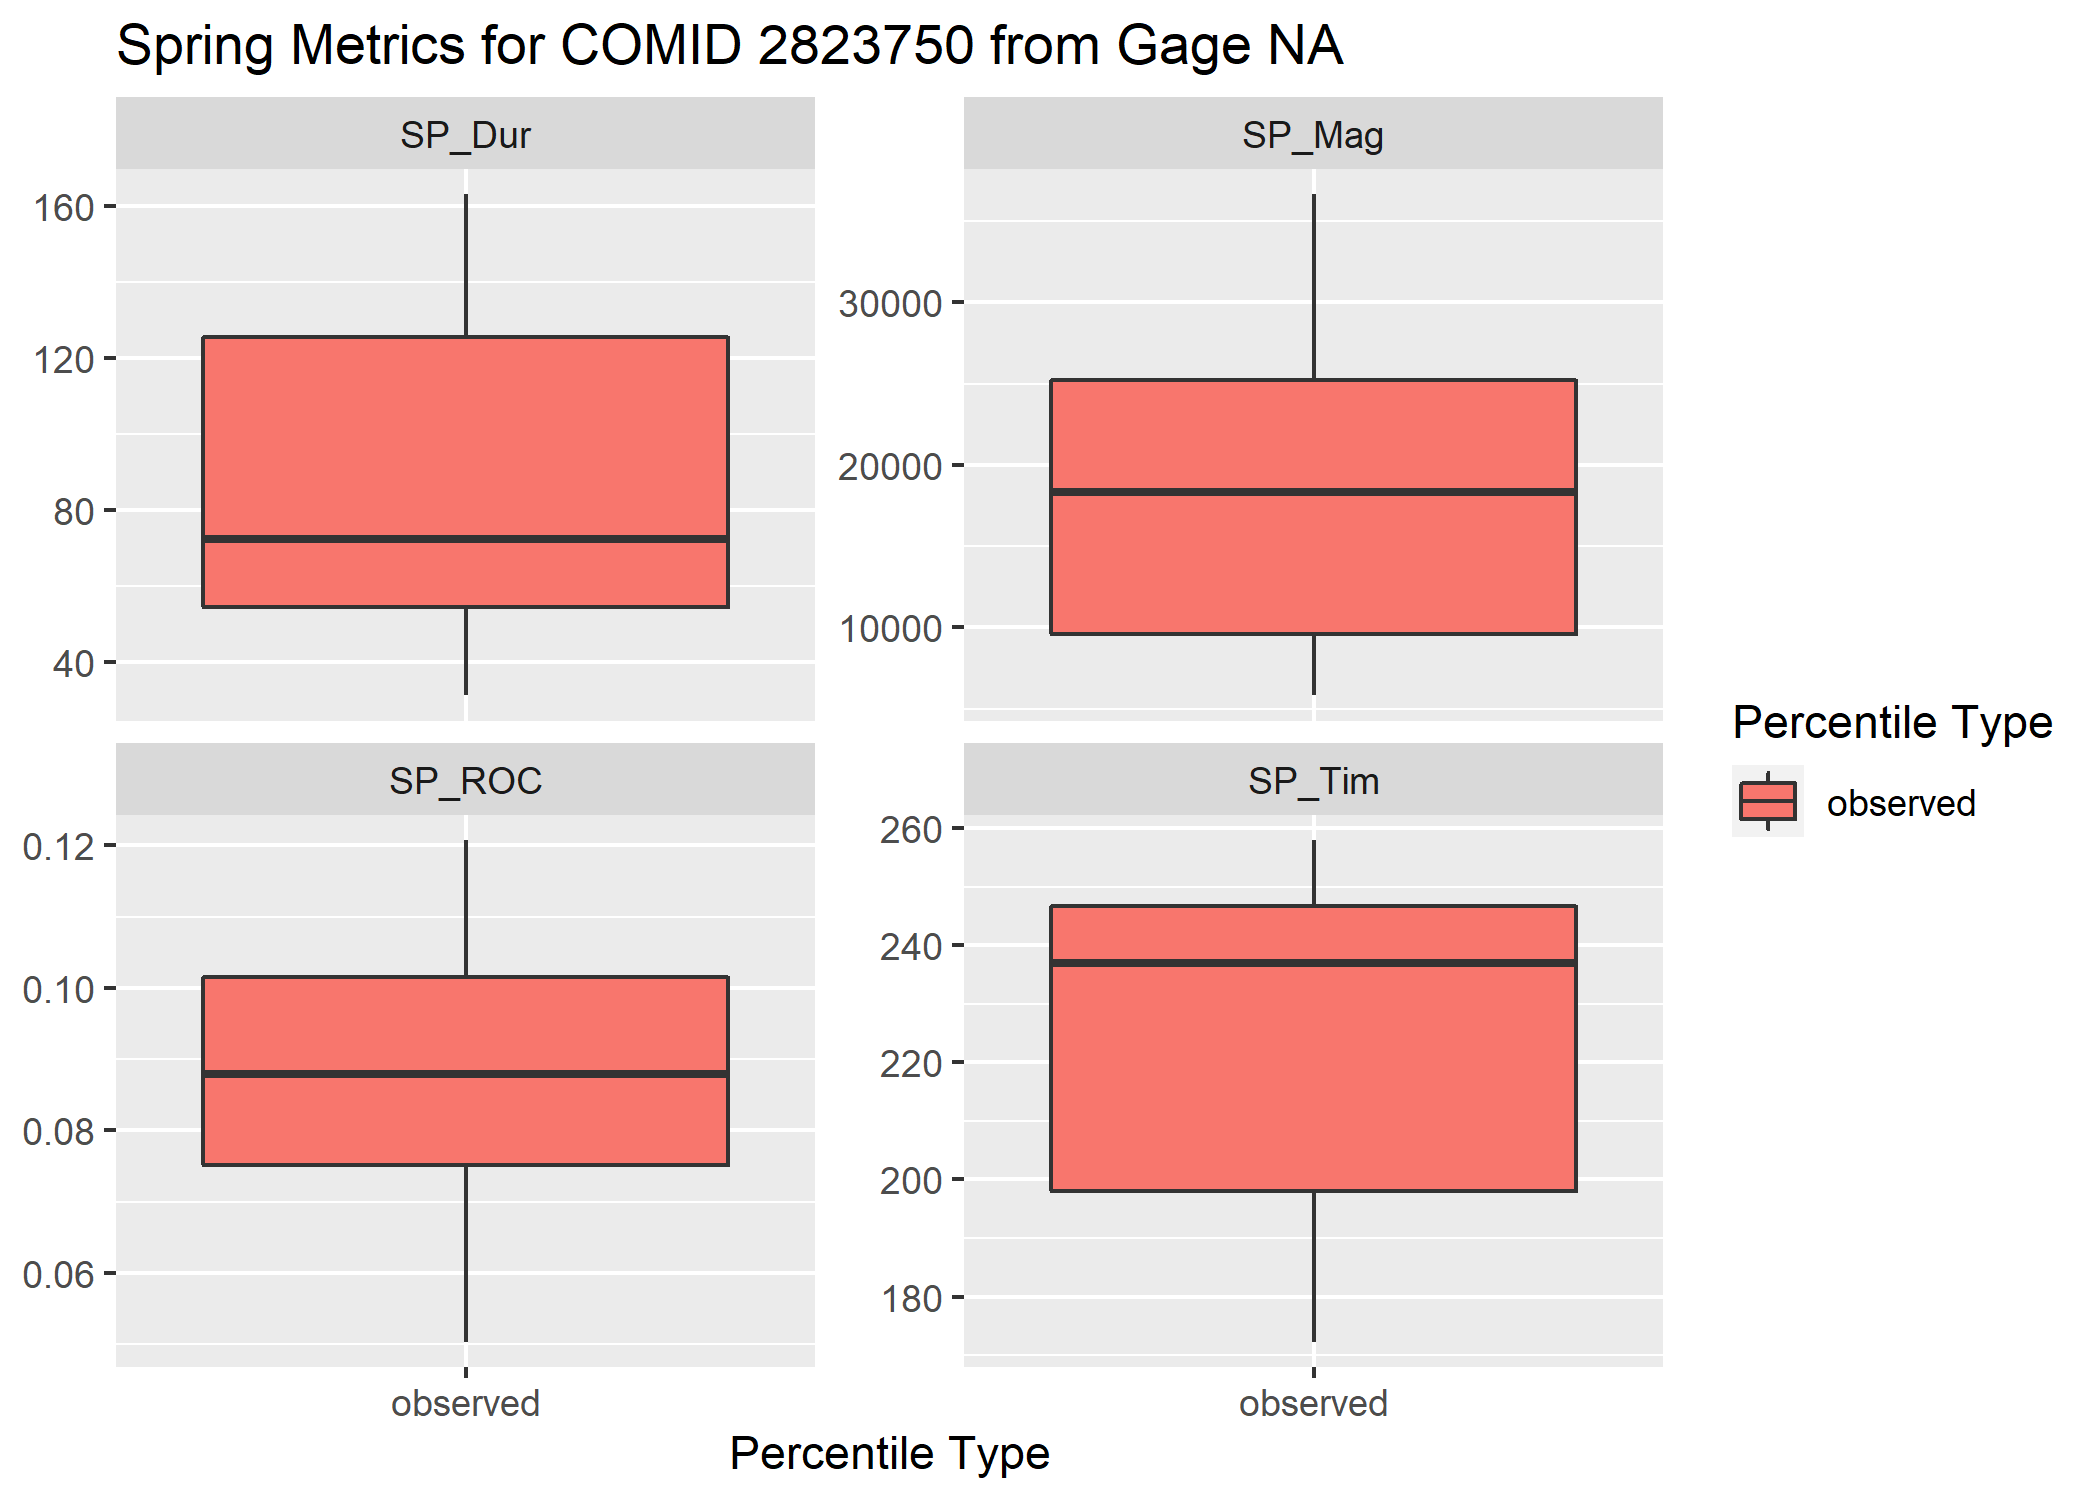 Spring Metrics for COMID 2823750 from Gage NA
SP_Dur
SP_Mag
160
120
80
40
30000
20000
10000
SP_ROC
SP_Tim
0.12
0.10
0.08
0.06
260
240
220
200
180
observed
observed
Percentile Type
Percentile Type
observed